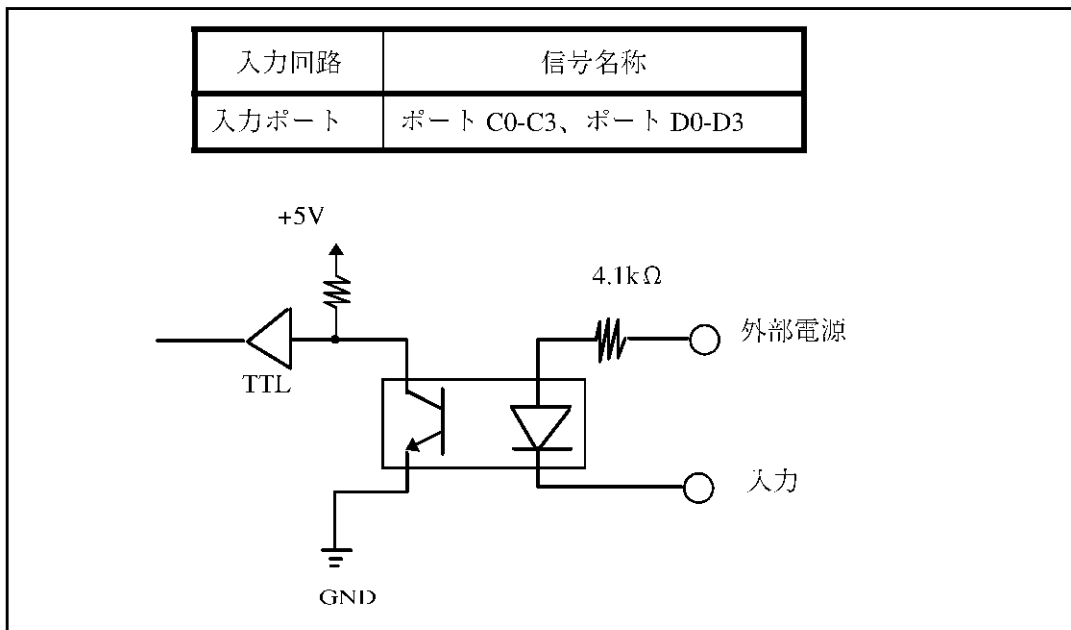 入力回路 信号名称
入力ポート ポート C0-C3、ポート D0-D3
+5V
4.1kΩ
外部電源
TTL
入力
GND